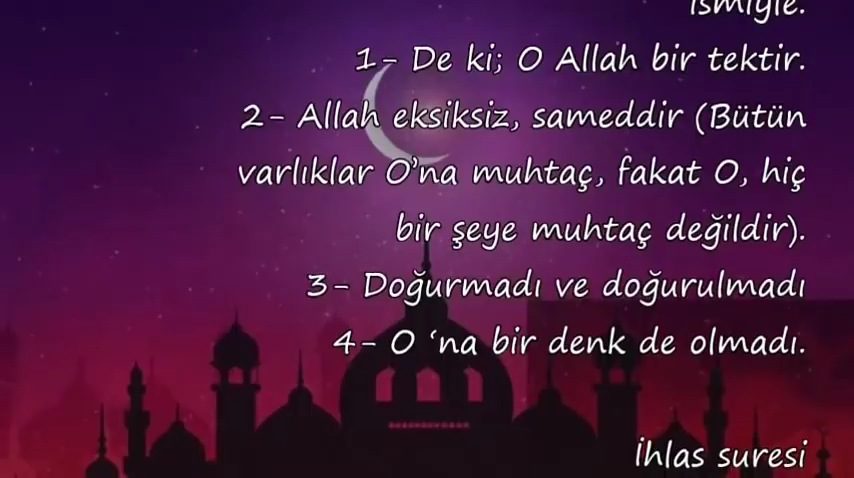 ismiyle.
1- De ki; O Allah bir tektir.
2- Allah eksiksiz, sameddir (Bütün
varlıklar O’na muhtaç, fakat O, hiç
bir şeye muhtaç değildir).
3- Doğurmadı ve doğurulmadı
4- O ‘na bir denk de olmadı.
İhlas suresi